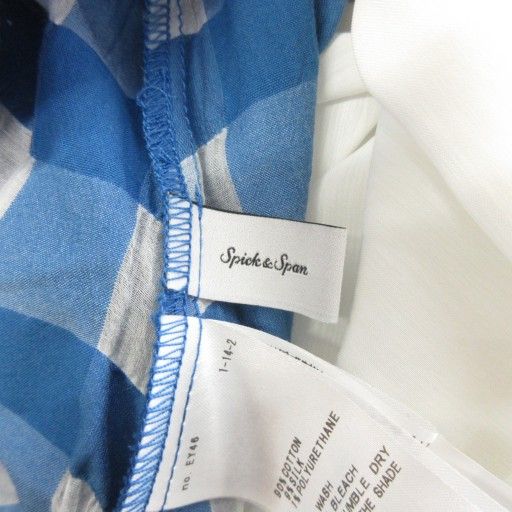 Spick & Span
1-14-2
no. EY46
90% COTTON
9% SILK
1% POLYURETHANE
WASH
BLEACH
TUMBLE DRY
THE SHADE